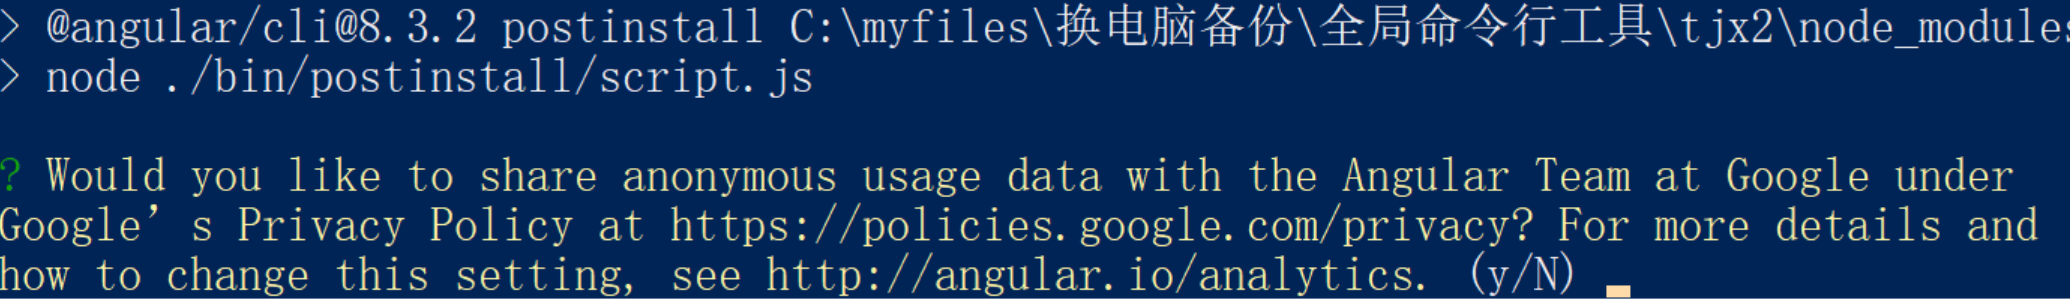 > @angular/cli@8.3.2 postinstall C:\myfiles\换电脑备份\全局命令行工具\tjx2\node_modules
> node ./bin/postinstall/script.js
? Would you like to share anonymous usage data with the Angular Team at Google under
Google’s Privacy Policy at https://policies.google.com/privacy? For more details and
how to change this setting, see http://angular.io/analytics. (y/N)